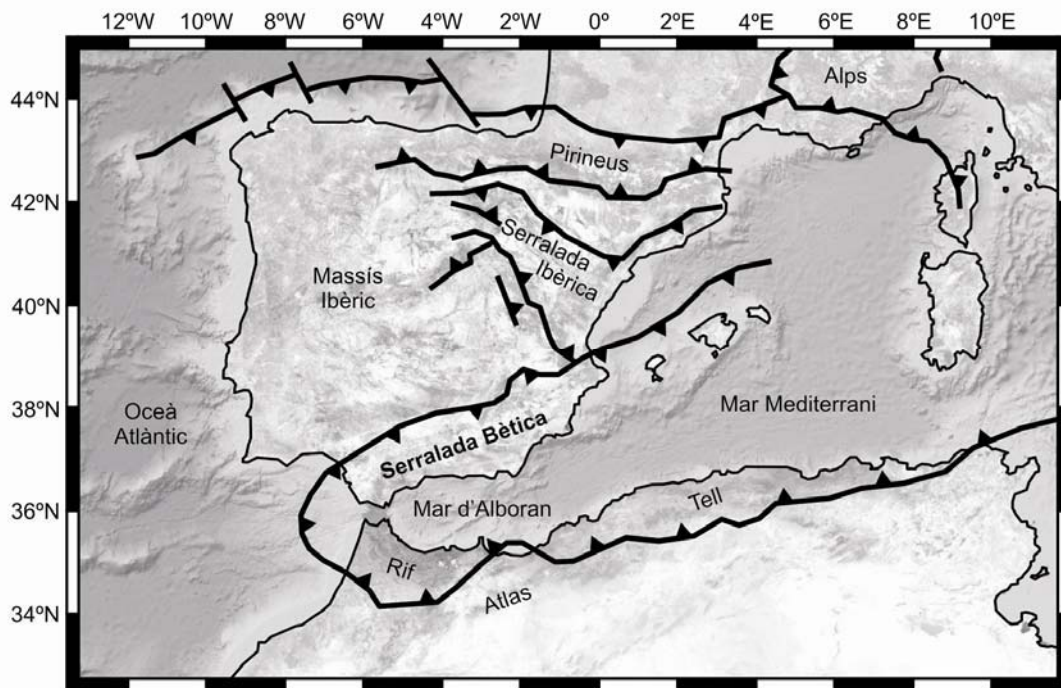 12ºW 10ºW 8ºW 6ºW 4ºW 2ºW 0º 2ºE 4ºE 6ºE 8ºE 10ºE
Alps
44ºN
Pirineus
42ºN
Serralada
Ibèrica
Massís
Ibèric
40ºN
38ºN
Oceà
Atlàntic
Mar Mediterrani
Serralada Bètica
36ºN
Mar d'Alboran
Tell
Rif
Atlas
34ºN